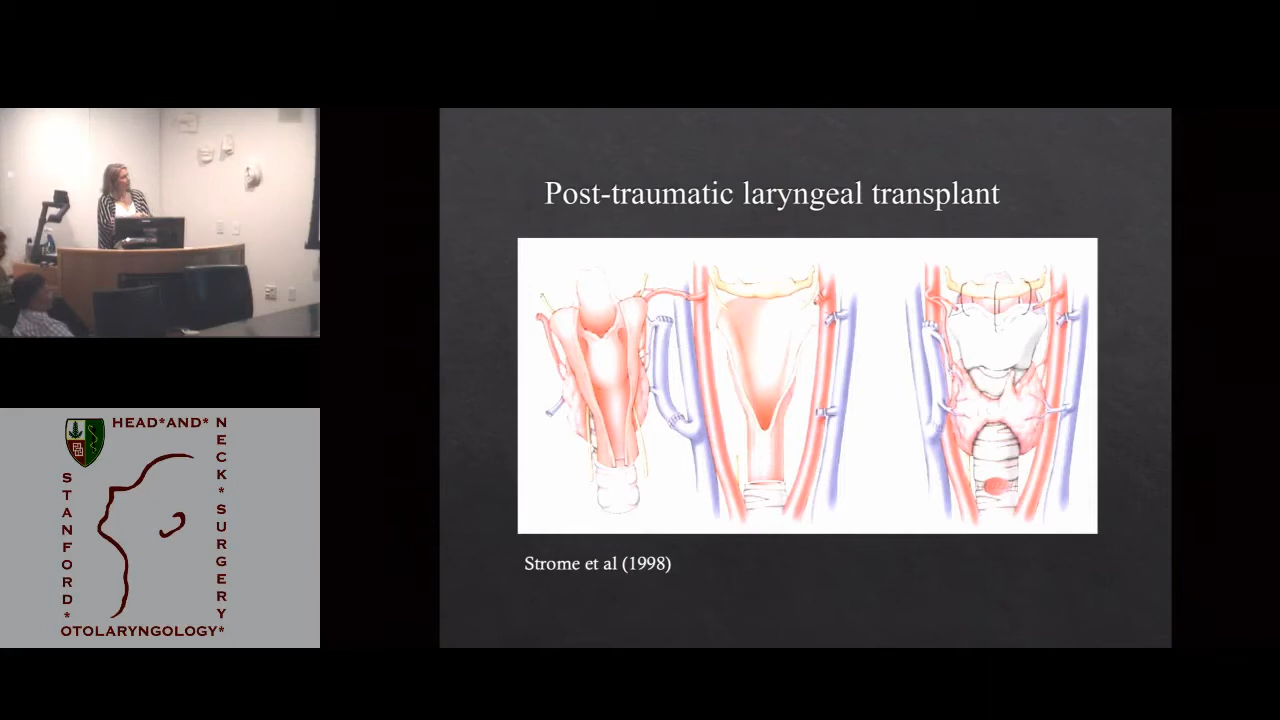 Post-traumatic laryngeal transplant
Strome et al (1998)
HEAD*AND*
NECK*SURGERY
STANFORD*
OTOLARYNGOLOGY*